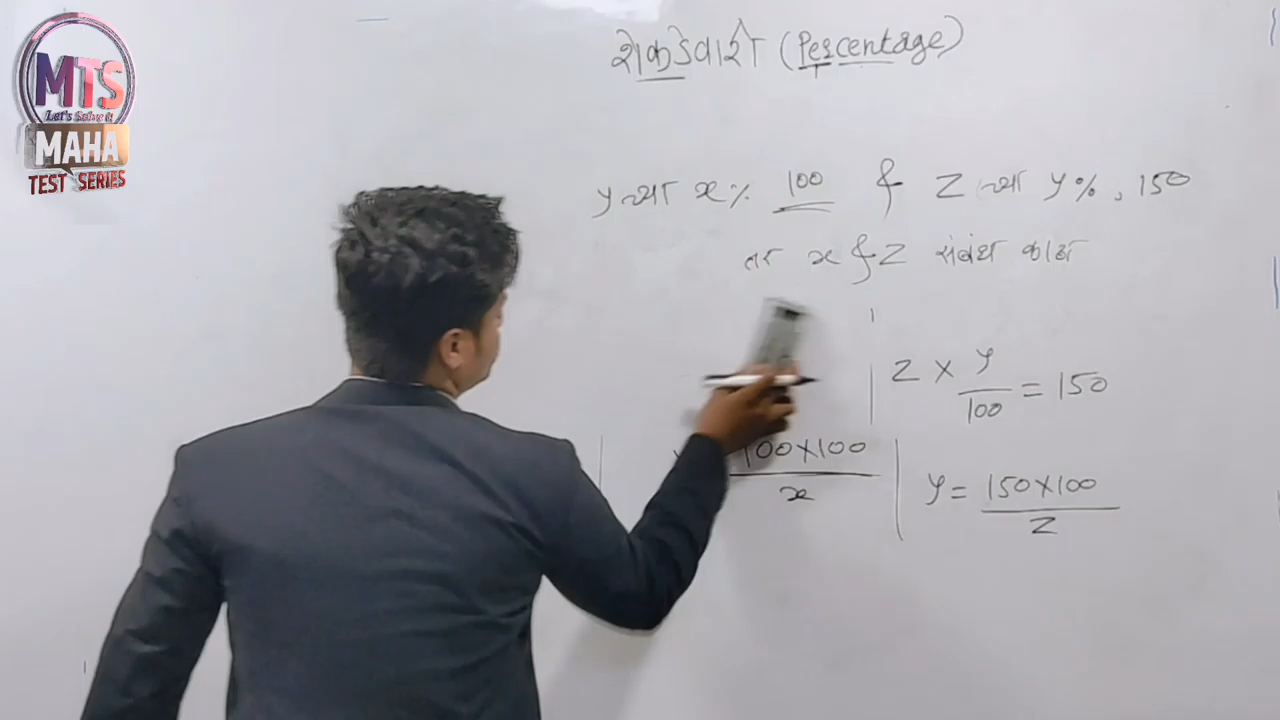 MTS
Let's Solve it
MAHA
TEST SERIES
शेकडेवारी (Percentage)
y च्या x% 100 & Z च्या y%, 150
तर x & Z संबंध काढा
Z × y/100 = 150
100×100/x
y = 150×100/Z